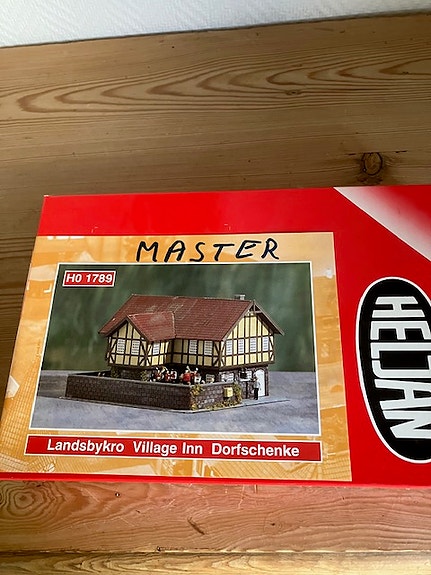 MASTER
H0 1789
Landsbykro Village Inn Dorfschenke
HELJAN